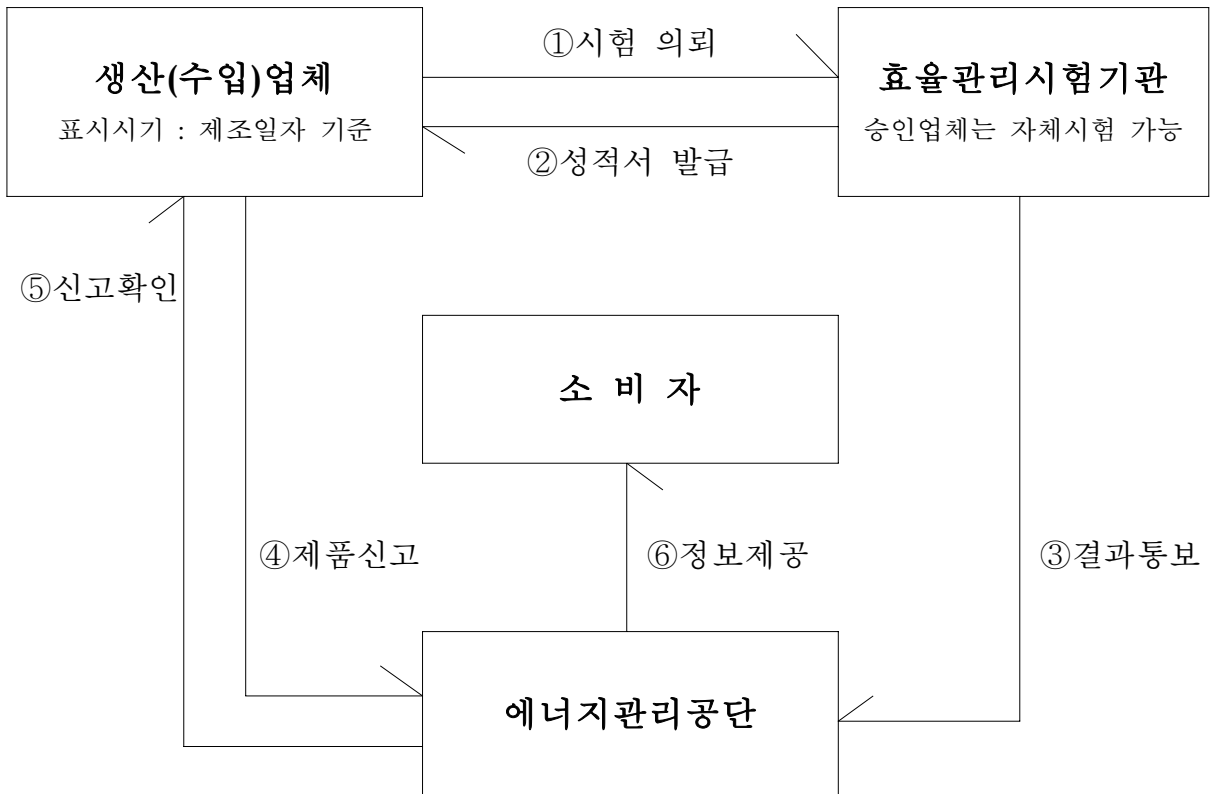 ①시험 의뢰
생산(수입)업체
표시시기 : 제조일자 기준
효율관리시험기관
승인업체는 자체시험 가능
②성적서 발급
⑤신고확인
소 비 자
④제품신고
⑥정보제공
③결과통보
에너지관리공단